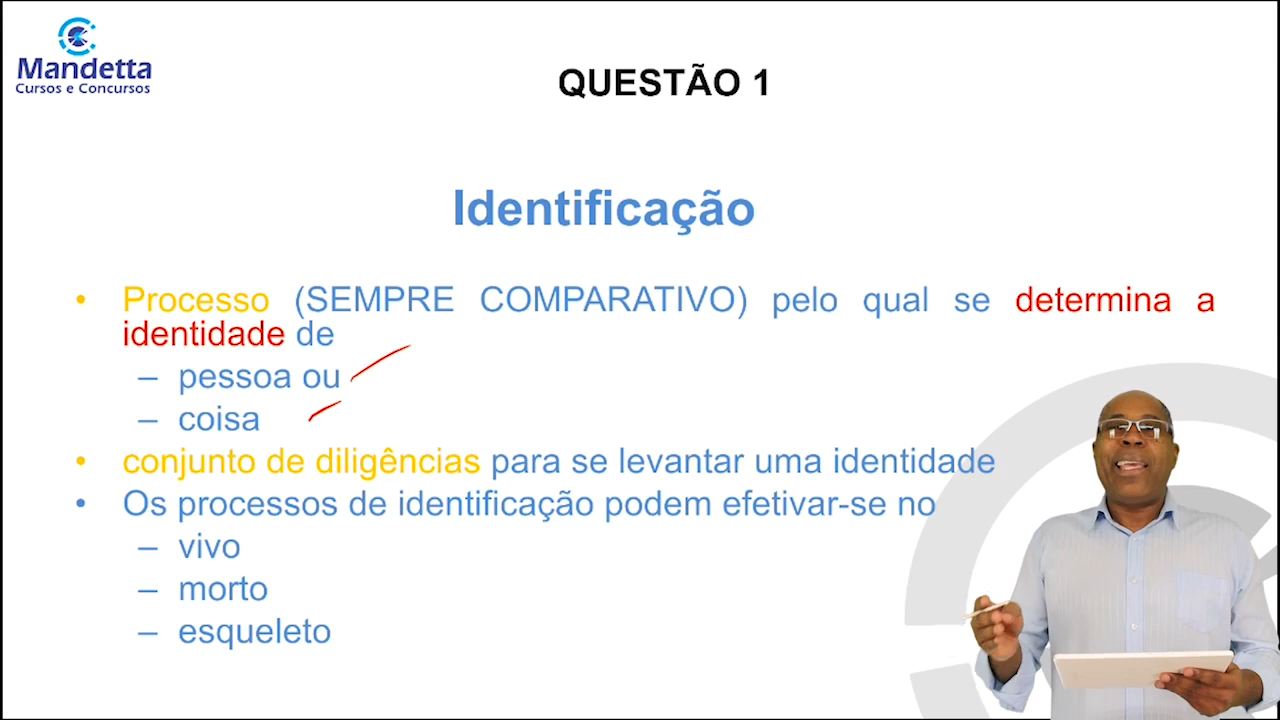 Mandetta
Cursos e Concursos
QUESTÃO 1
Identificação
• Processo (SEMPRE COMPARATIVO) pelo qual se determina a
identidade de
– pessoa ou
– coisa
• conjunto de diligências para se levantar uma identidade
• Os processos de identificação podem efetivar-se no
– vivo
– morto
– esqueleto